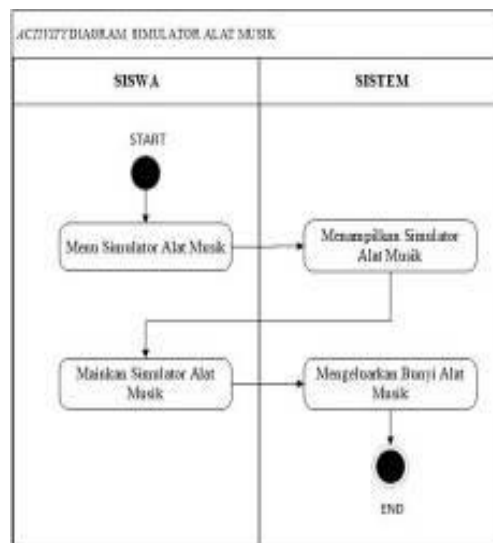 ACTIVITY DIAGRAM SIMULATOR ALAT MUSIK
SISWA
SISTEM
START
Menu Simulator Alat Musik
Menampilkan Simulator
Alat Musik
Mainkan Simulator Alat
Musik
Mengeluarkan Bunyi Alat
Musik
END